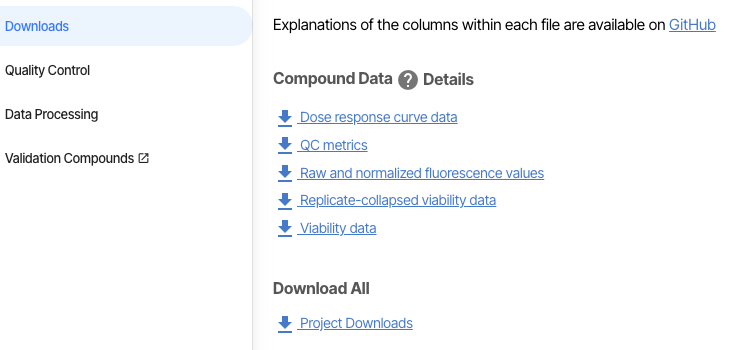 Downloads
Quality Control
Data Processing
Validation Compounds
Explanations of the columns within each file are available on GitHub
Compound Data ? Details
Dose response curve data
QC metrics
Raw and normalized fluorescence values
Replicate-collapsed viability data
Viability data
Download All
Project Downloads